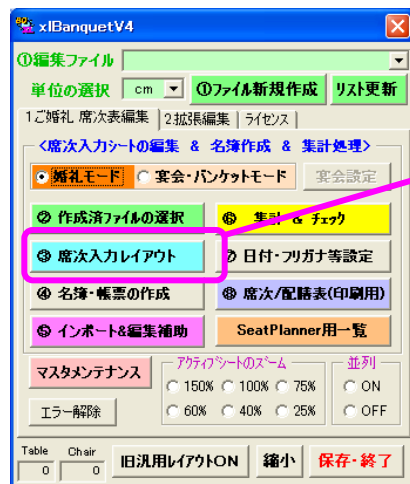 xlBanquetV4
①編集ファイル
単位の選択 cm ①ファイル新規作成 リスト更新
1ご婚礼 席次表編集 2拡張編集 ライセンス
<席次入力シートの編集 & 名簿作成 & 集計処理>
婚礼モード 宴会・バンケットモード 宴会設定
② 作成済ファイルの選択 ⑥ 集計 & チェック
③ 席次入力レイアウト ⑦ 日付・フリガナ等設定
④ 名簿・帳票の作成 ⑧ 席次/配膳表(印刷用)
⑤ インポート&編集補助 SeatPlanner用一覧
マスタメンテナンス アクティブシートのズーム 並列
150% 100% 75% ON
エラー解除 60% 40% 25% OFF
Table Chair
0 0 旧汎用レイアウトON 縮小 保存・終了